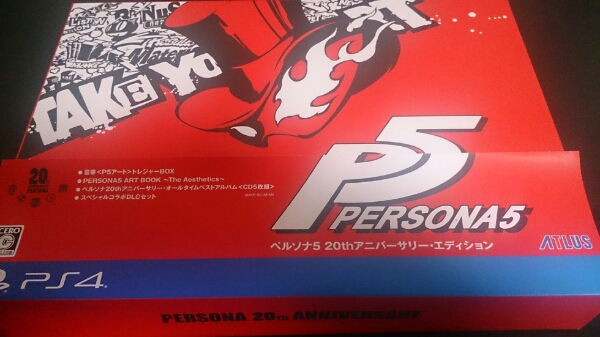 TAKE YO
RT
20th
●豪華<P5アート>トレジャーBOX
●PERSONA5 ART BOOK ~The Aesthetics~
●ペルソナ20thアニバーサリー・オールタイムベストアルバム<CD5枚組>
●スペシャルコラボDLCセット
P5
PERSONA5
ペルソナ5 20thアニバーサリー・エディション
ATLUS
CERO
C
PS4
PERSONA 20TH ANNIVERSARY